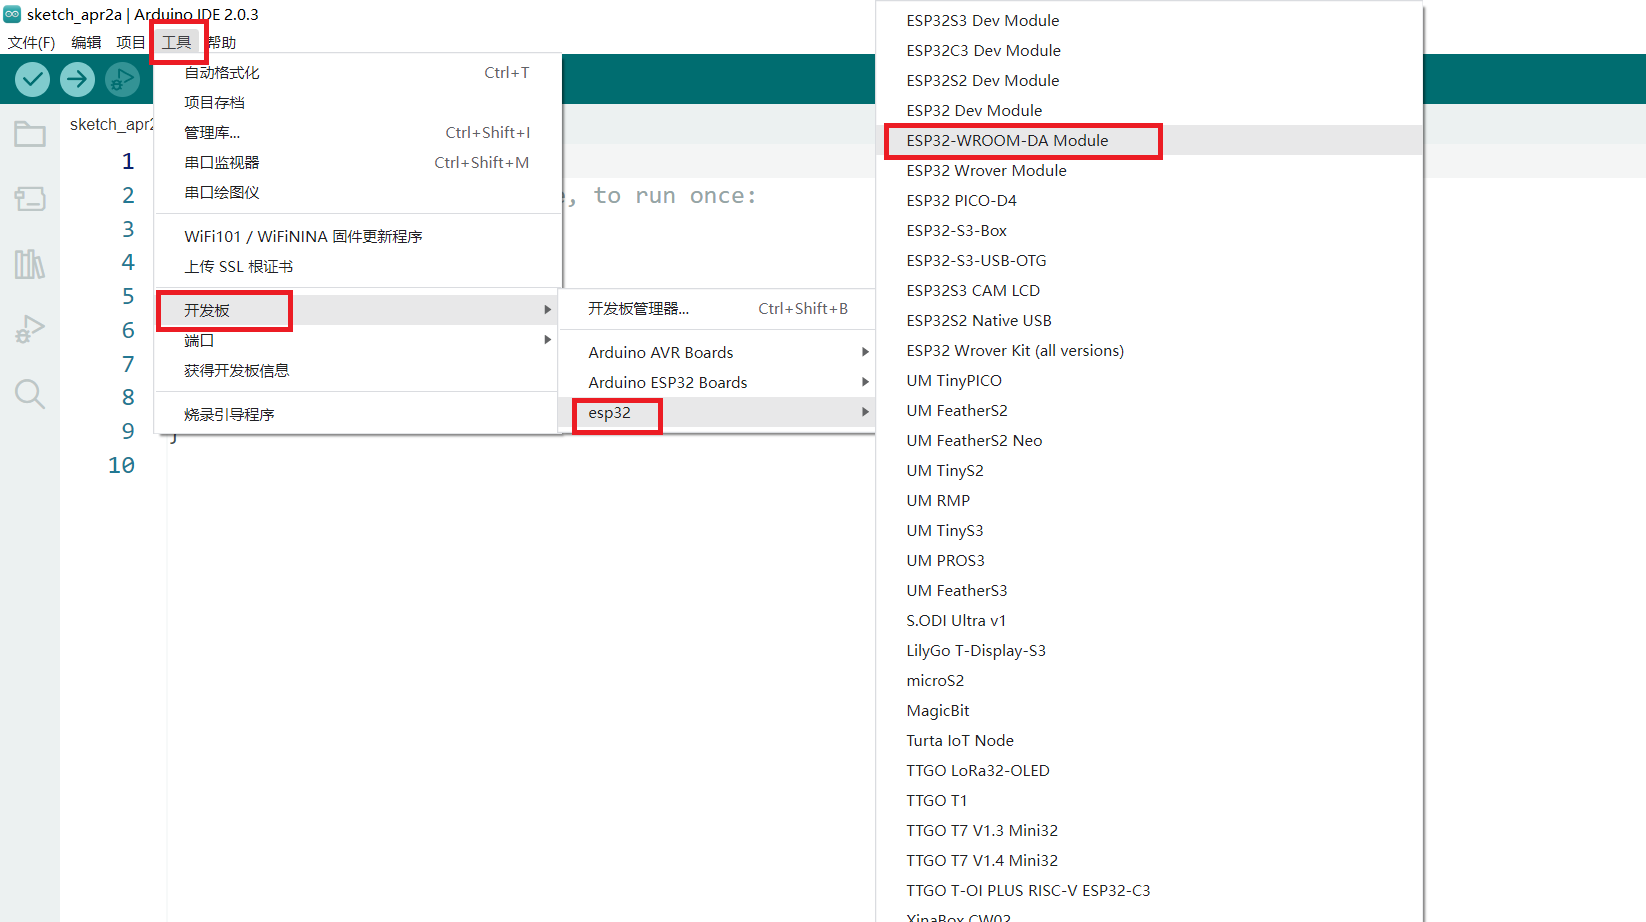 sketch_apr2a | Arduino IDE 2.0.3
文件(F) 编辑 项目 工具 帮助
自动格式化 Ctrl+T
项目存档
管理库... Ctrl+Shift+I
串口监视器 Ctrl+Shift+M
串口绘图仪
WiFi101 / WiFiNINA 固件更新程序
上传 SSL 根证书
开发板
端口
获得开发板信息
烧录引导程序
开发板管理器... Ctrl+Shift+B
Arduino AVR Boards
Arduino ESP32 Boards
esp32
ESP32S3 Dev Module
ESP32C3 Dev Module
ESP32S2 Dev Module
ESP32 Dev Module
ESP32-WROOM-DA Module
ESP32 Wrover Module
ESP32 PICO-D4
ESP32-S3-Box
ESP32-S3-USB-OTG
ESP32S3 CAM LCD
ESP32S2 Native USB
ESP32 Wrover Kit (all versions)
UM TinyPICO
UM FeatherS2
UM FeatherS2 Neo
UM TinyS2
UM RMP
UM TinyS3
UM PROS3
UM FeatherS3
S.ODI Ultra v1
LilyGo T-Display-S3
microS2
MagicBit
Turta IoT Node
TTGO LoRa32-OLED
TTGO T1
TTGO T7 V1.3 Mini32
TTGO T7 V1.4 Mini32
TTGO T-OI PLUS RISC-V ESP32-C3
XinaBox CW02
sketch_apr2
1
2 , to run once:
3
4
5
6
7
8
9 }
10